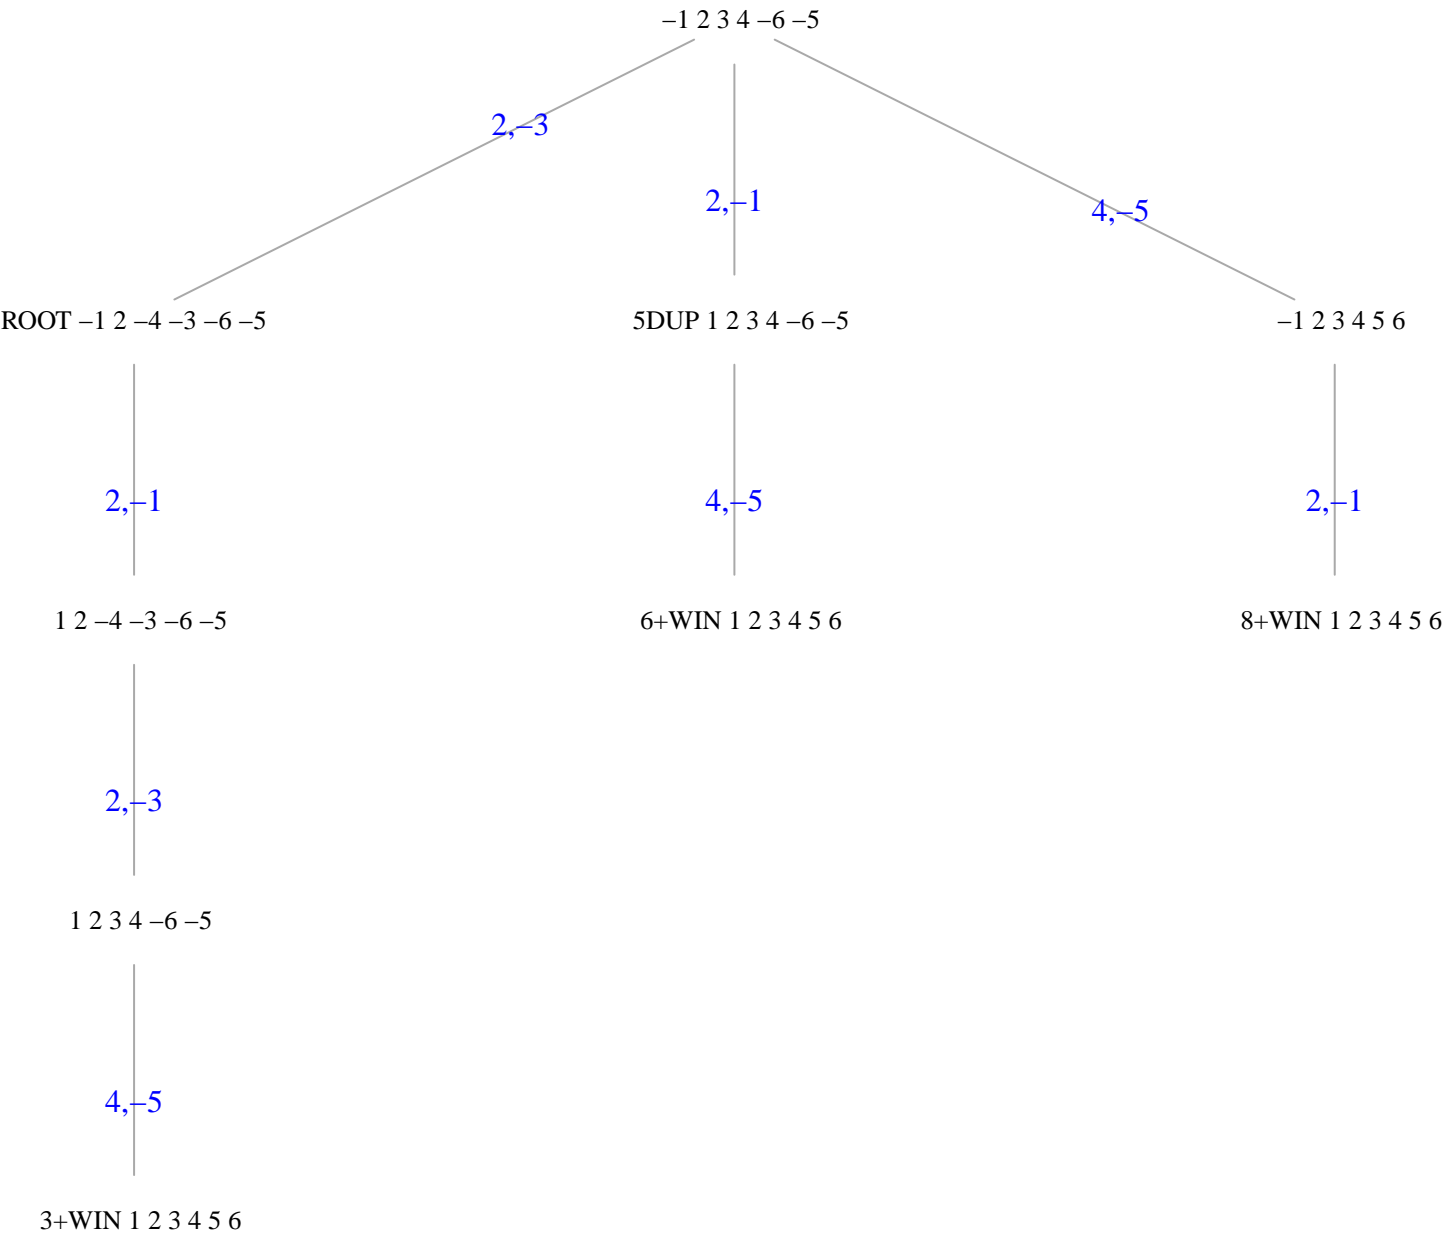 –1 2 3 4 –6 –5
2,–3
2,–1
4,–5
ROOT –1 2 –4 –3 –6 –5
5DUP 1 2 3 4 –6 –5
–1 2 3 4 5 6
2,–1
4,–5
2,–1
1 2 –4 –3 –6 –5
6+WIN 1 2 3 4 5 6
8+WIN 1 2 3 4 5 6
2,–3
1 2 3 4 –6 –5
4,–5
3+WIN 1 2 3 4 5 6